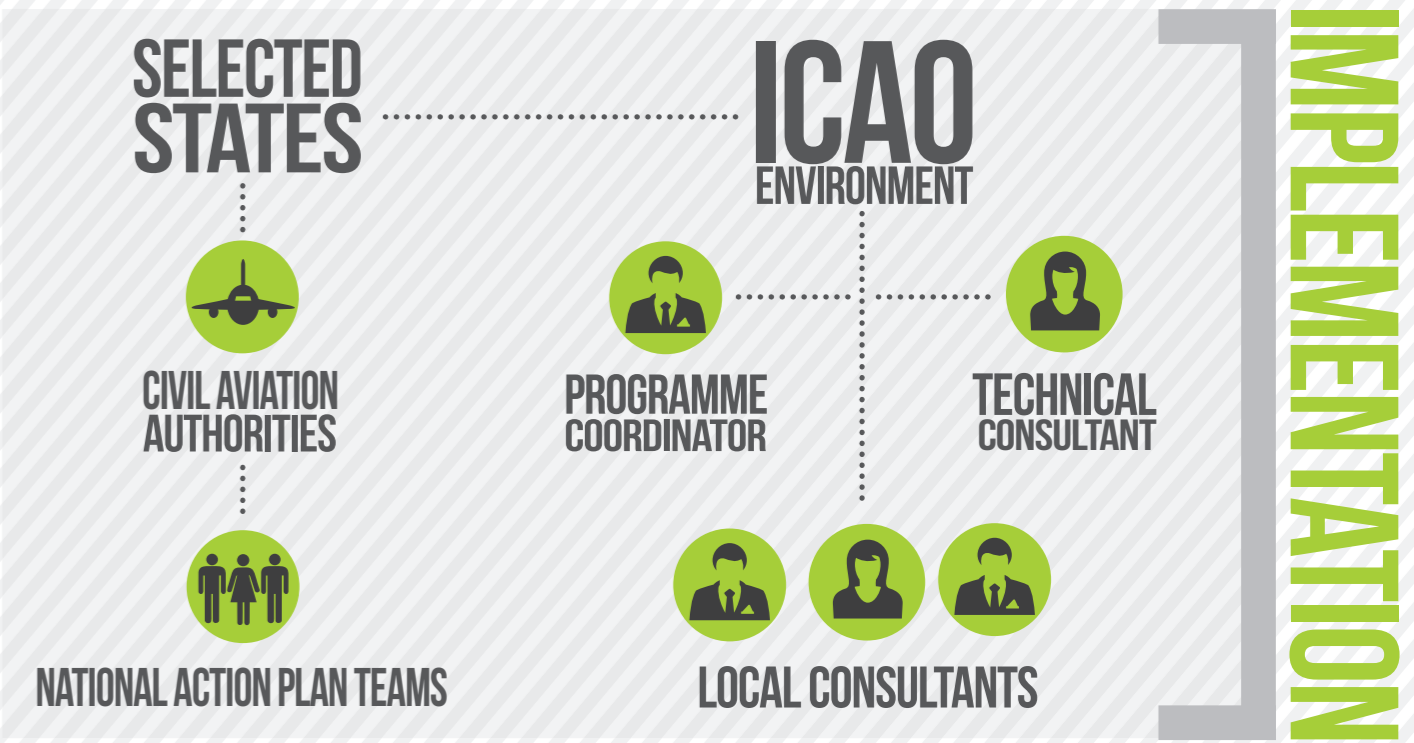 SELECTED
STATES
ICAO
ENVIRONMENT
CIVIL AVIATION
AUTHORITIES
PROGRAMME
COORDINATOR
TECHNICAL
CONSULTANT
NATIONAL ACTION PLAN TEAMS
LOCAL CONSULTANTS
IMPLEMENTATION